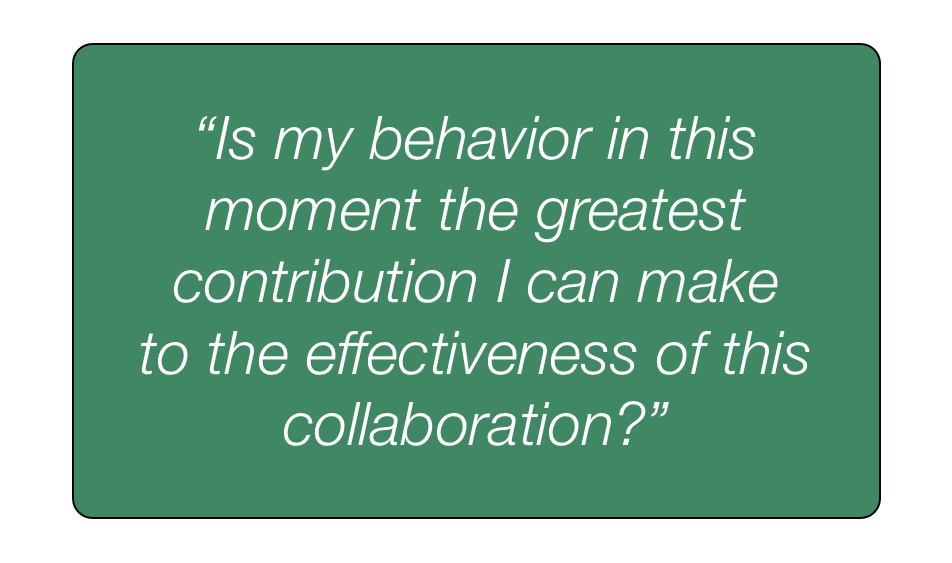 “Is my behavior in this
moment the greatest
contribution I can make
to the effectiveness of this
collaboration?”